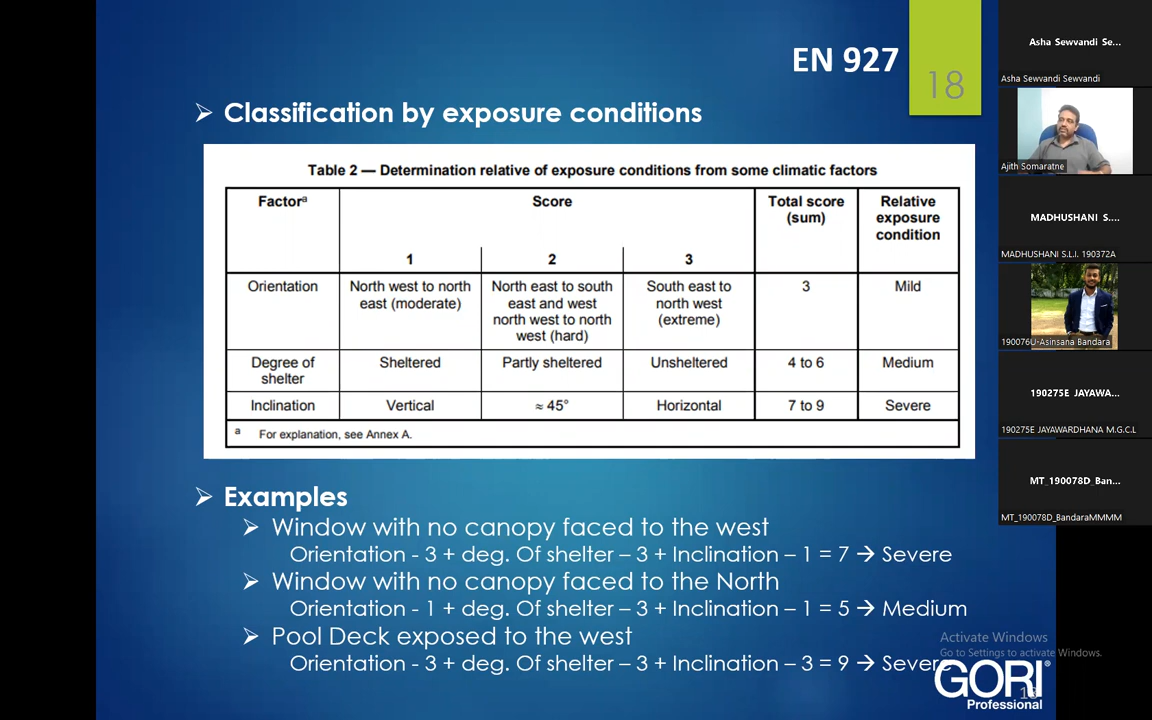 EN 927
18
Classification by exposure conditions
Table 2 — Determination relative of exposure conditions from some climatic factors
Factorᵃ Score Total score (sum) Relative exposure condition
1 2 3
Orientation North west to north east (moderate) North east to south east and west north west to north west (hard) South east to north west (extreme) 3 Mild
Degree of shelter Sheltered Partly sheltered Unsheltered 4 to 6 Medium
Inclination Vertical ≈ 45° Horizontal 7 to 9 Severe
ᵃ For explanation, see Annex A.
Examples
Window with no canopy faced to the west
Orientation - 3 + deg. Of shelter – 3 + Inclination – 1 = 7 → Severe
Window with no canopy faced to the North
Orientation - 1 + deg. Of shelter – 3 + Inclination – 1 = 5 → Medium
Pool Deck exposed to the west
Orientation - 3 + deg. Of shelter – 3 + Inclination – 3 = 9 → Severe
Activate Windows
Go to Settings to activate Windows.
GORI®
Professional
Asha Sewvandi Se...
Asha Sewvandi Sewvandi
Ajith Somaratne
MADHUSHANI S....
MADHUSHANI S.L.I. 190372A
190076U-Asinsana Bandara
190275E JAYAWA...
190275E JAYAWARDHANA M.G.C.L
MT_190078D_Ban...
MT_190078D_BandaraMMMM